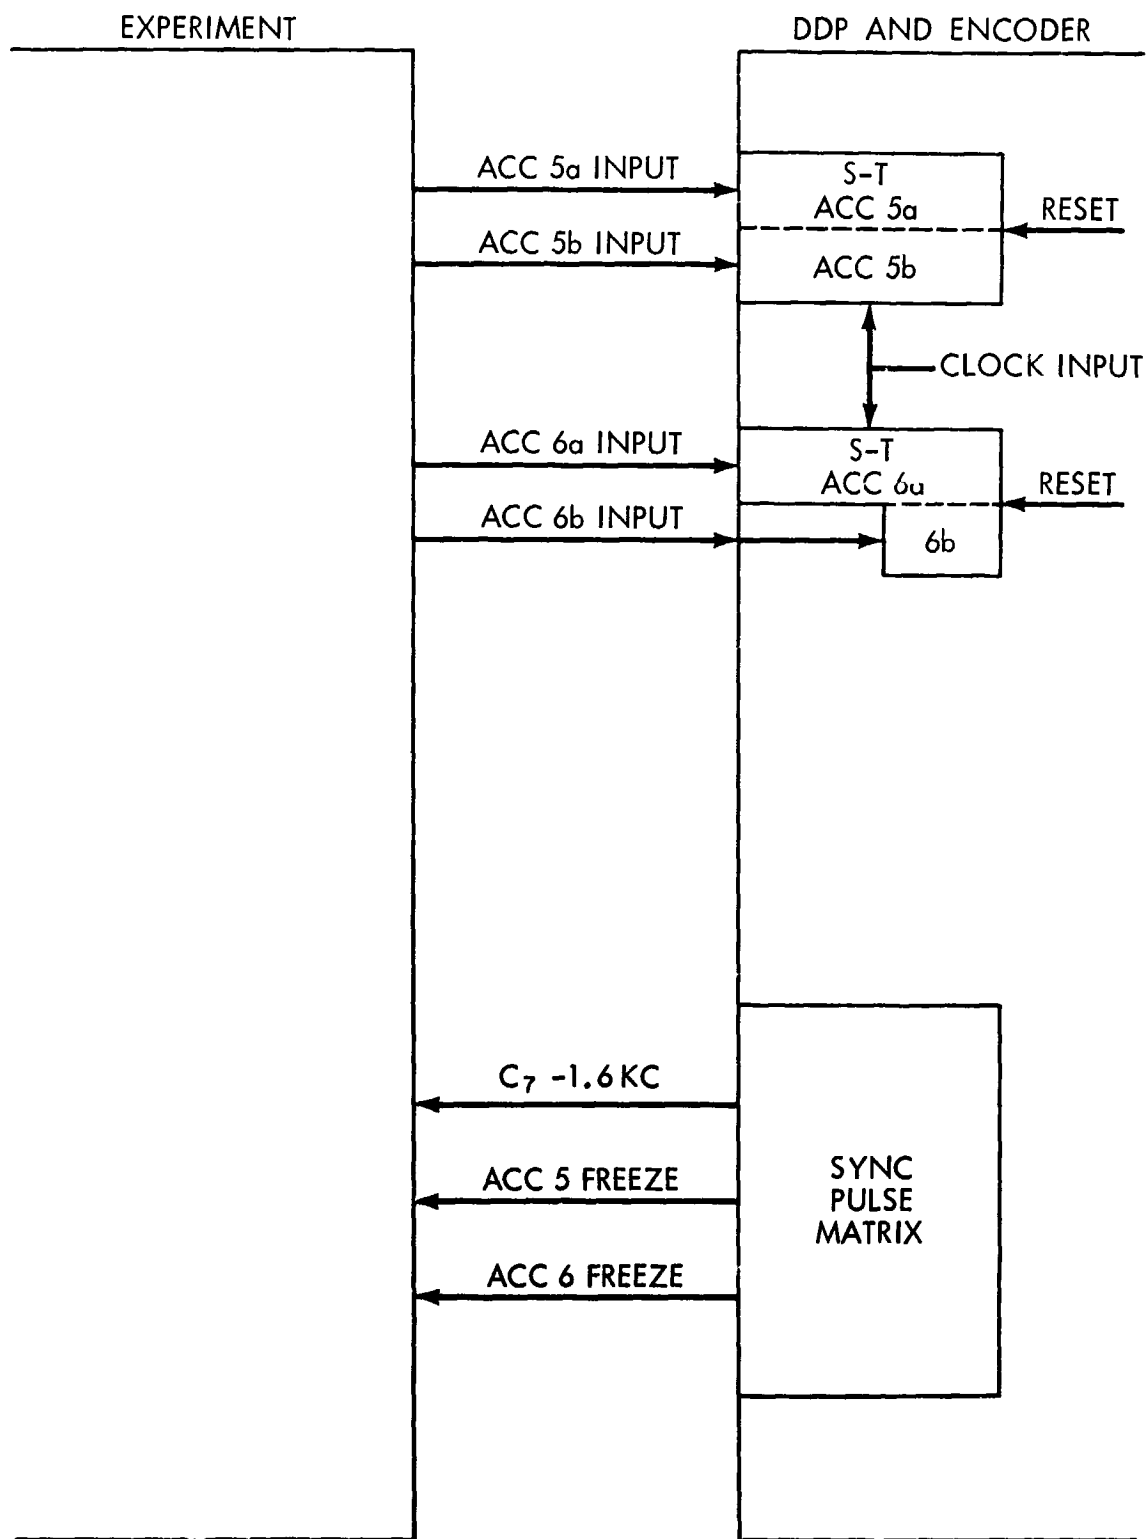 EXPERIMENT
DDP AND ENCODER
ACC 5a INPUT
S-T
ACC 5a
RESET
ACC 5b INPUT
ACC 5b
CLOCK INPUT
ACC 6a INPUT
S-T
ACC 6a
RESET
ACC 6b INPUT
6b
C₇ -1.6 KC
ACC 5 FREEZE
SYNC
PULSE
MATRIX
ACC 6 FREEZE